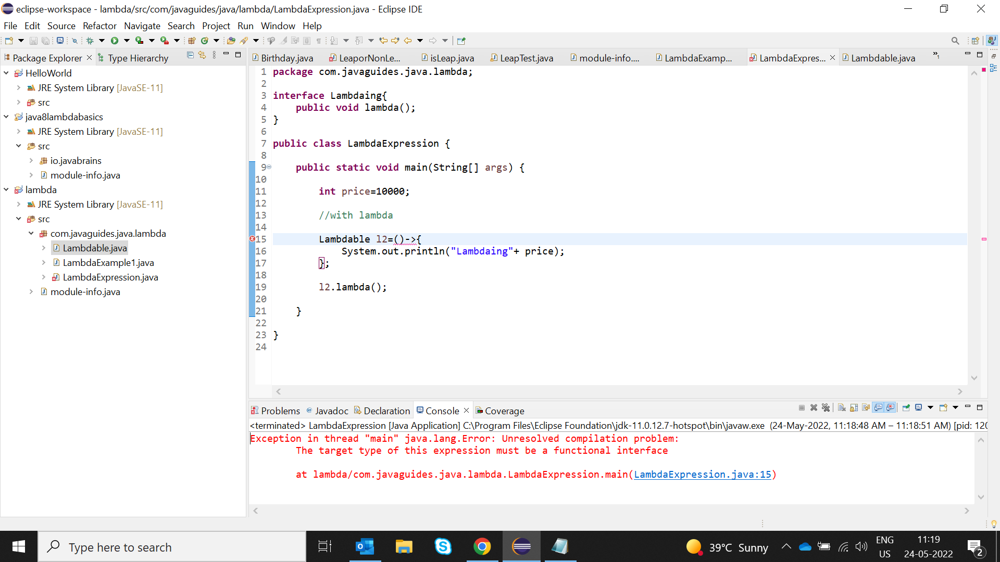 eclipse-workspace - lambda/src/com/javaguides/java/lambda/LambdaExpression.java - Eclipse IDE
File Edit Source Refactor Navigate Search Project Run Window Help
Package Explorer Type Hierarchy
HelloWorld
JRE System Library [JavaSE-11]
src
java8lambdabasics
JRE System Library [JavaSE-11]
src
io.javabrains
module-info.java
lambda
JRE System Library [JavaSE-11]
src
com.javaguides.java.lambda
Lambdable.java
LambdaExample1.java
LambdaExpression.java
module-info.java
Birthday.java LeaporNonLe... isLeap.java LeapTest.java module-info.... LambdaExamp... LambdaExpres... Lambdable.java »1
1 package com.javaguides.java.lambda;
2
3 interface Lambdaing{
4 public void lambda();
5 }
6
7 public class LambdaExpression {
8
9 public static void main(String[] args) {
10
11 int price=10000;
12
13 //with lambda
14
15 Lambdable l2=()->{
16 System.out.println("Lambdaing"+ price);
17 };
18
19 l2.lambda();
20
21 }
22
23 }
24
Problems @ Javadoc Declaration Console Coverage
<terminated> LambdaExpression [Java Application] C:\Program Files\Eclipse Foundation\jdk-11.0.12.7-hotspot\bin\javaw.exe (24-May-2022, 11:18:48 AM – 11:18:51 AM) [pid: 120
Exception in thread "main" java.lang.Error: Unresolved compilation problem:
The target type of this expression must be a functional interface
at lambda/com.javaguides.java.lambda.LambdaExpression.main(LambdaExpression.java:15)
Type here to search
39°C Sunny
ENG
US
11:19
24-05-2022
2